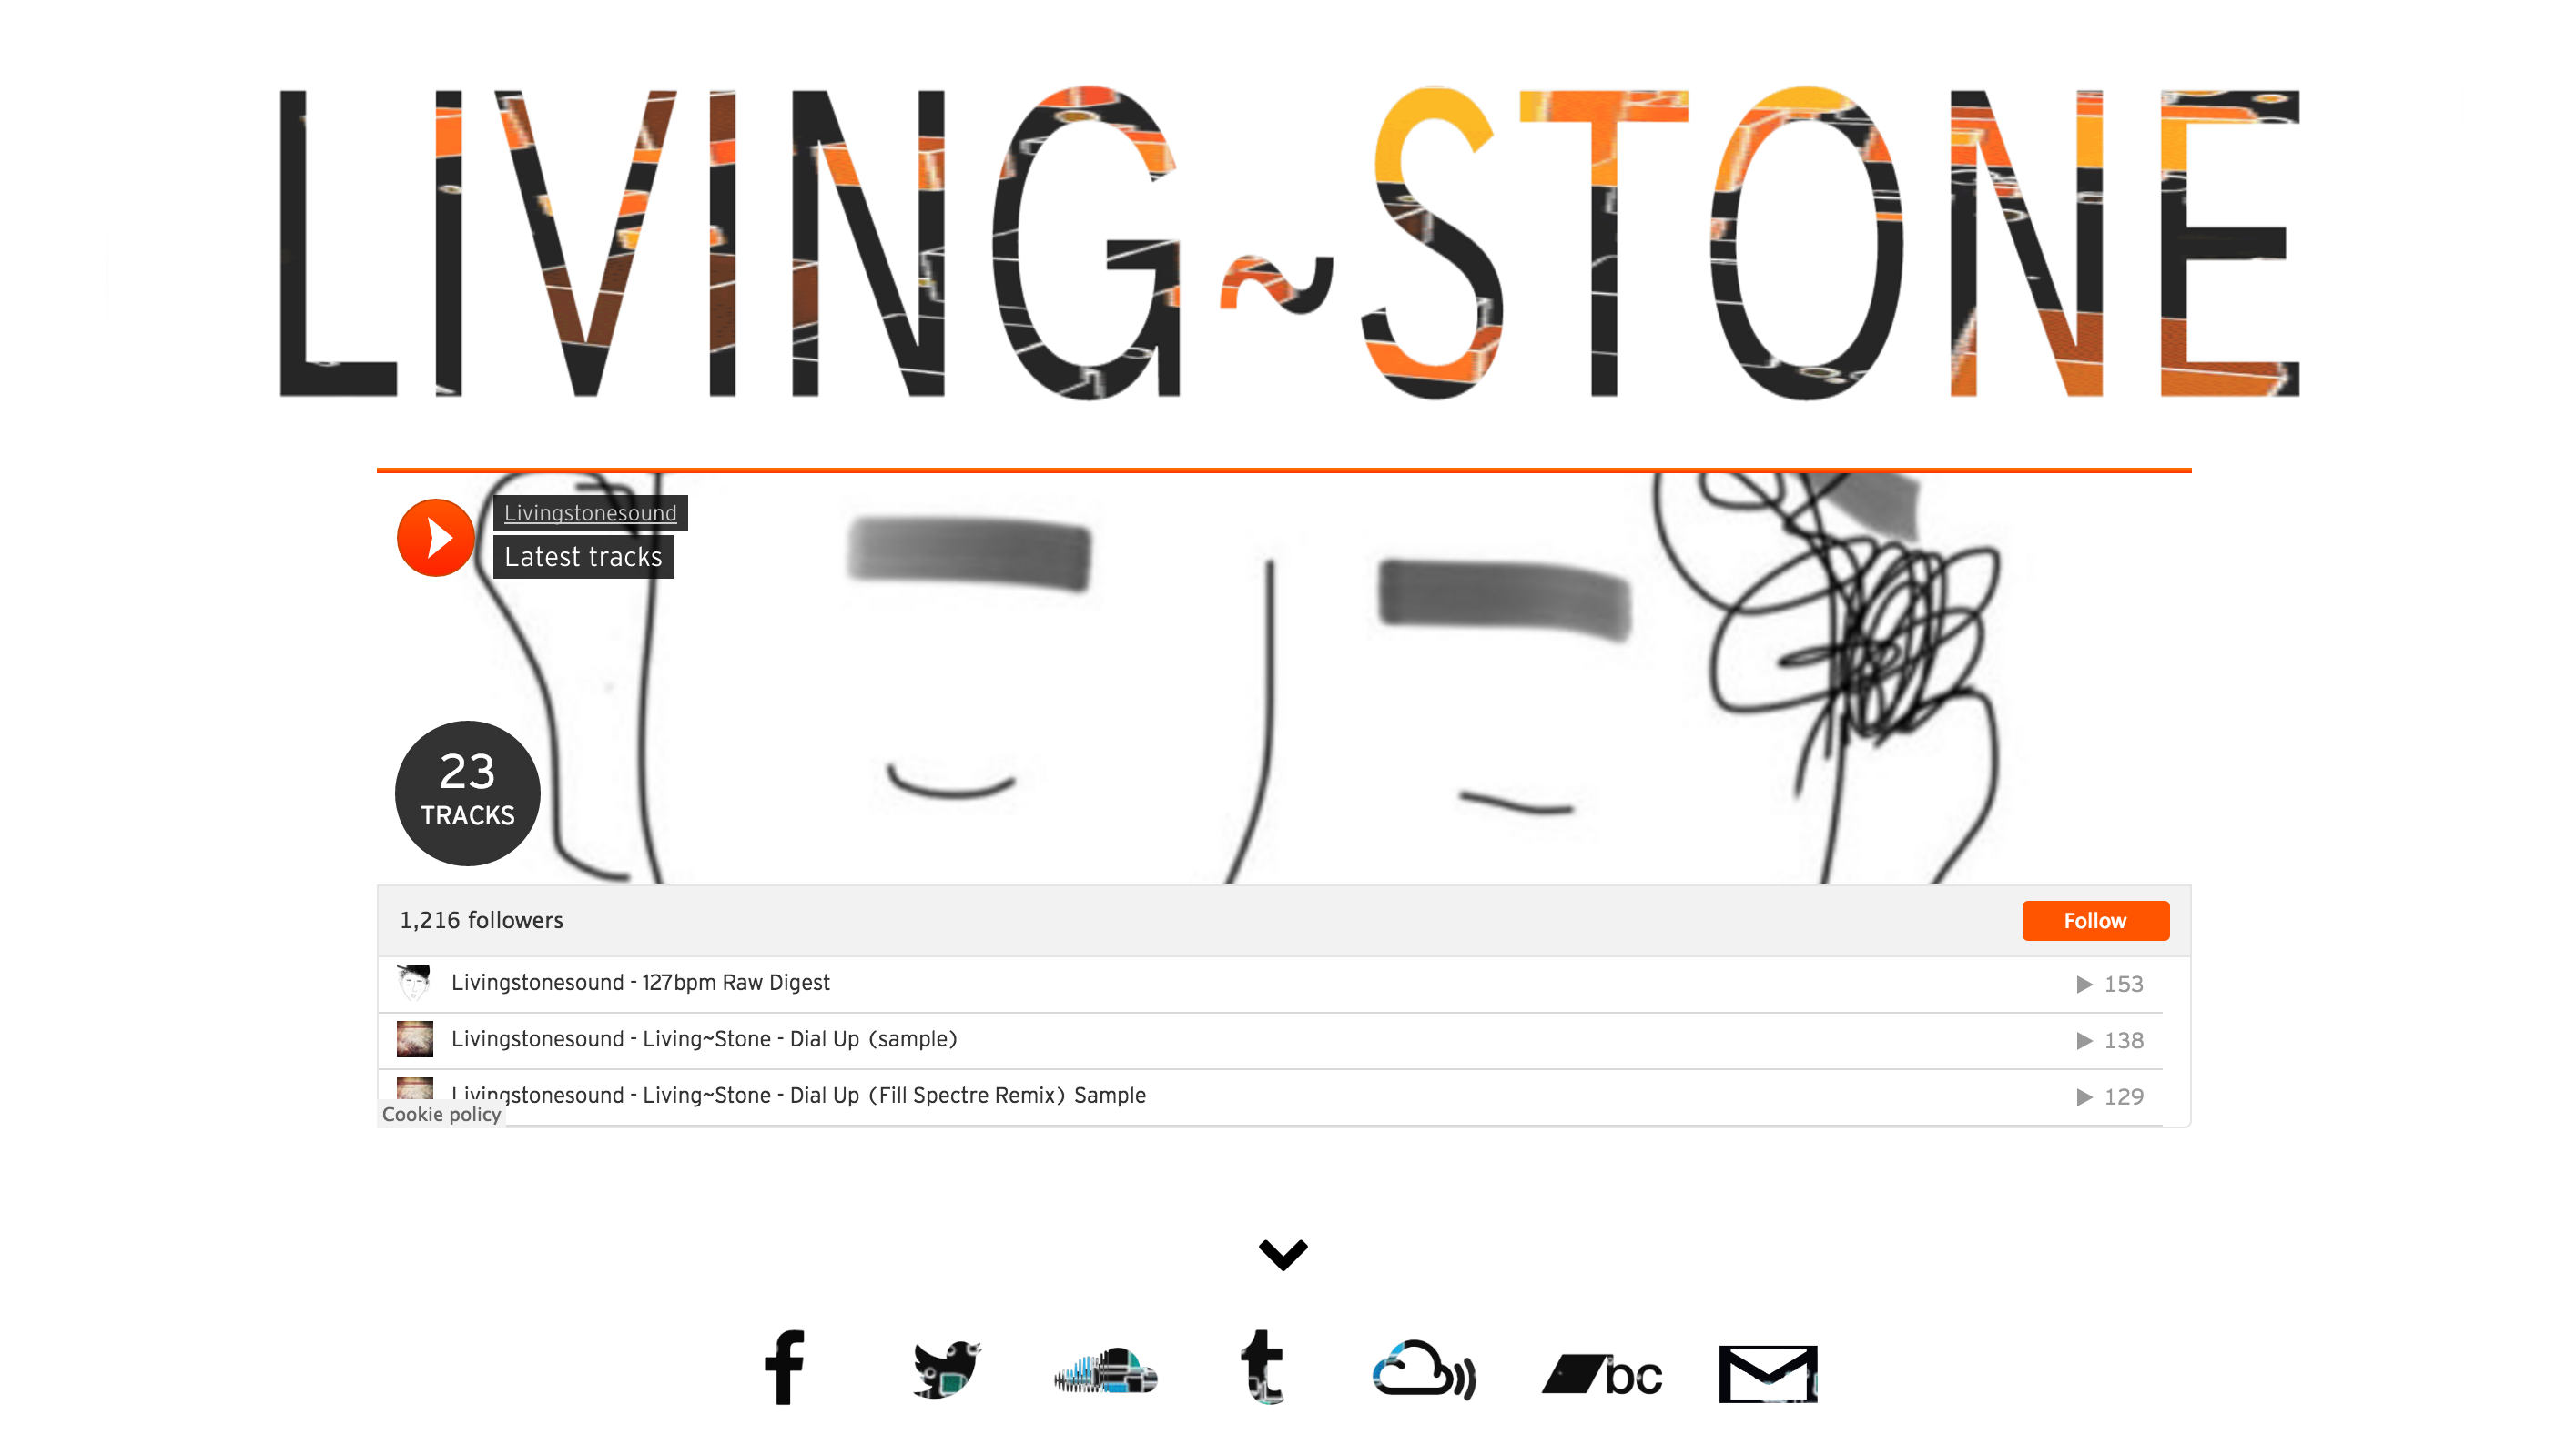 LIVING~STONE
Livingstonesound
Latest tracks
23
TRACKS
1,216 followers
Follow
Livingstonesound - 127bpm Raw Digest
153
Livingstonesound - Living~Stone - Dial Up (sample)
138
Livingstonesound - Living~Stone - Dial Up (Fill Spectre Remix) Sample
129
Cookie policy
f
t
bc